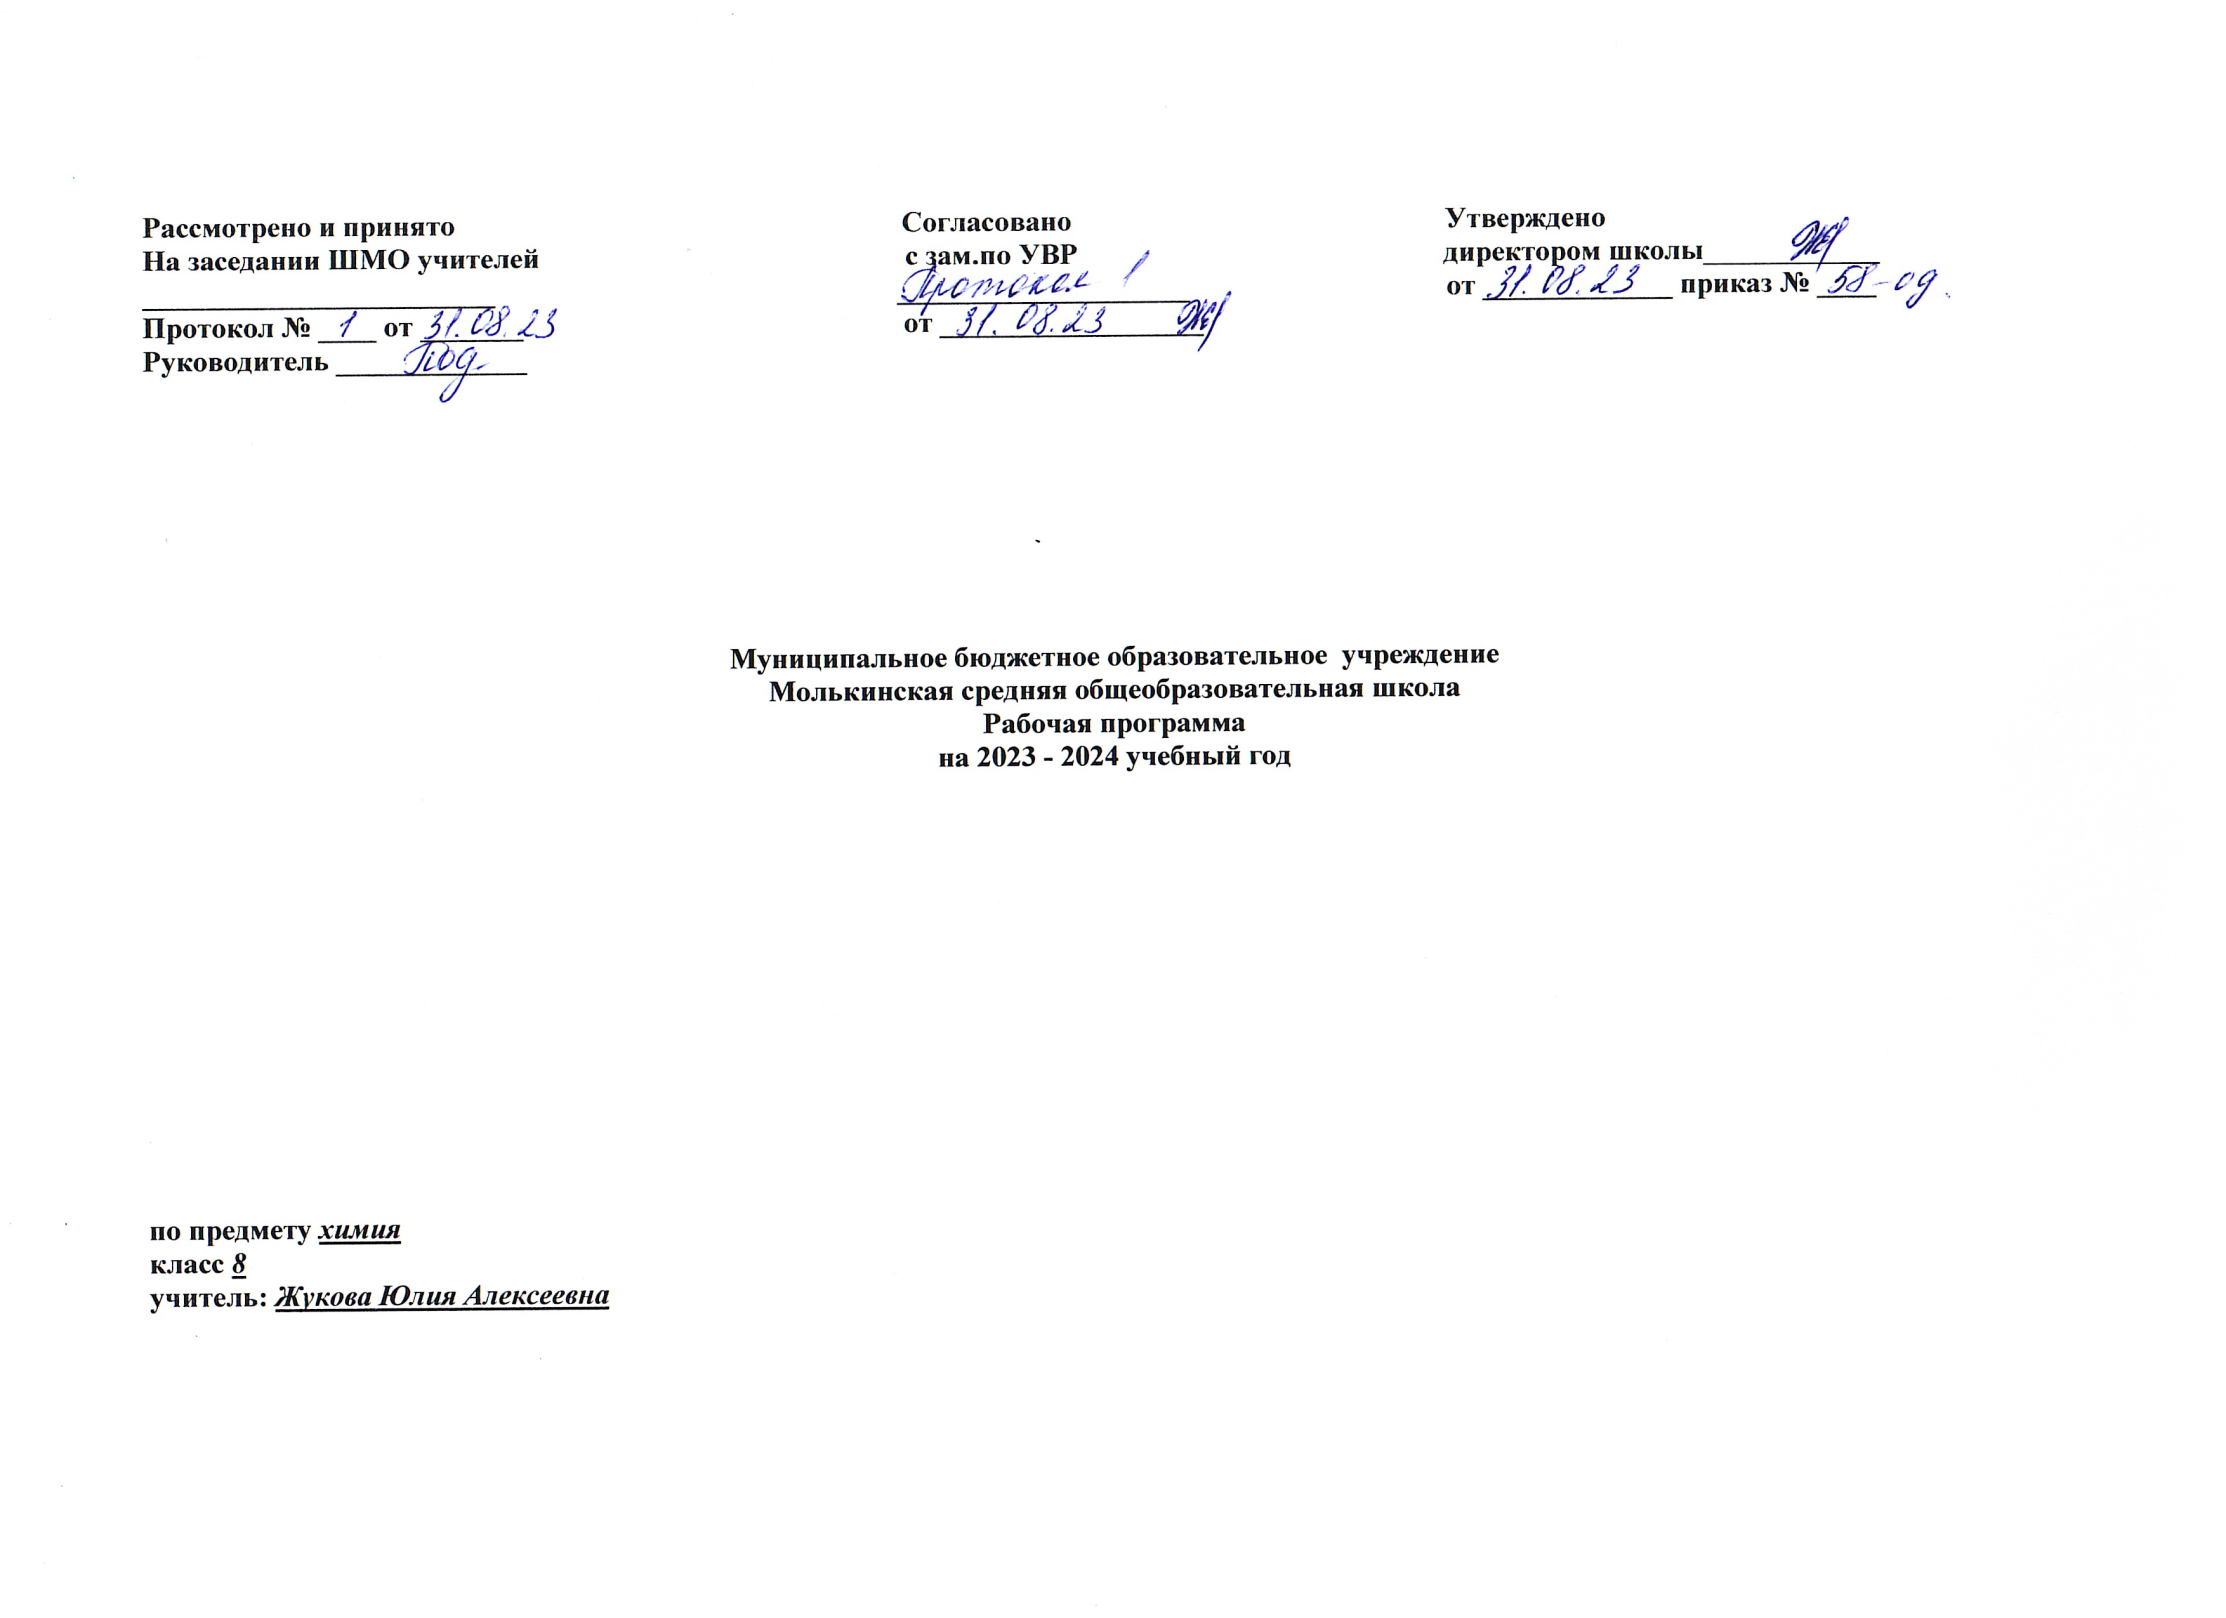 Рассмотрено и принято
На заседании ШМО учителей
Протокол № 1 от 31.08.23
Руководитель
Согласовано
с зам.по УВР
Протокол 1
от 31.08.23
Утверждено
директором школы
от 31.08.23 приказ № 58-од.
Муниципальное бюджетное образовательное учреждение
Молькинская средняя общеобразовательная школа
Рабочая программа
на 2023 - 2024 учебный год
по предмету химия
класс 8
учитель: Жукова Юлия Алексеевна